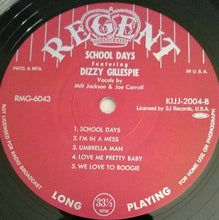 REGENT
PRTD. & MFG.
SCHOOL DAYS
Featuring
DIZZY GILLESPIE
Vocals by
Milt Jackson & Joe Carroll
RMG-6043
KIJJ-2004-B
Licensed by SJ Records, U.S.A.
1. SCHOOL DAYS
2. I'M IN A MESS
3. UMBRELLA MAN
4. LOVE ME PRETTY BABY
5. WE LOVE TO BOOGIE
NOT LICENSED FOR RADIO BROADCAST
LONG 33⅓ PLAYING
RPM